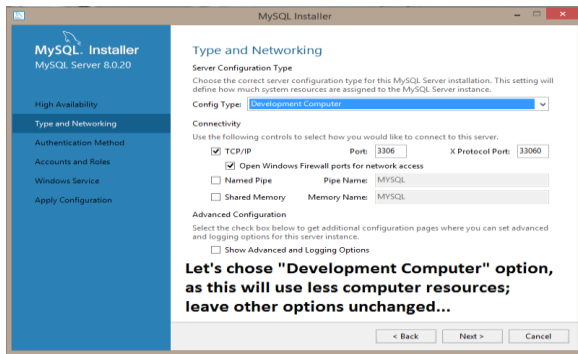 MySQL Installer
MySQL. Installer
MySQL Server 8.0.20
High Availability
Type and Networking
Authentication Method
Accounts and Roles
Windows Service
Apply Configuration
Type and Networking
Server Configuration Type
Choose the correct server configuration type for this MySQL Server installation. This setting will
define how much system resources are assigned to the MySQL Server instance.
Config Type: Development Computer
Connectivity
Use the following controls to select how you would like to connect to this server.
TCP/IP Port: 3306 X Protocol Port: 33060
Open Windows Firewall ports for network access
Named Pipe Pipe Name: MYSQL
Shared Memory Memory Name: MYSQL
Advanced Configuration
Select the check box below to get additional configuration pages where you can set advanced
and logging options for this server instance.
Show Advanced and Logging Options
Let's chose "Development Computer" option,
as this will use less computer resources;
leave other options unchanged...
< Back Next > Cancel